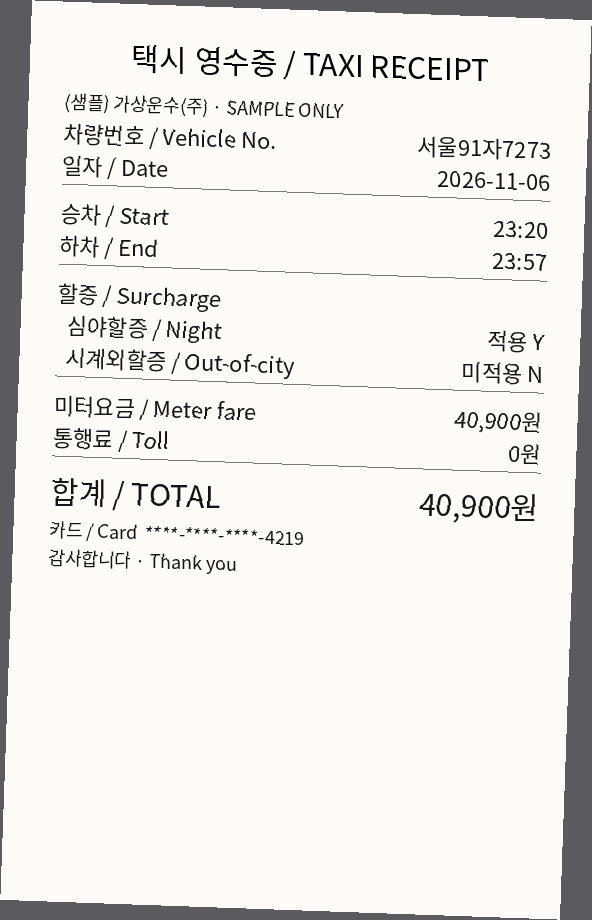 택시 영수증 / TAXI RECEIPT
(샘플) 가상운수(주) · SAMPLE ONLY
차량번호 / Vehicle No. 서울91자7273
일자 / Date 2026-11-06
승차 / Start 23:20
하차 / End 23:57
할증 / Surcharge
심야할증 / Night 적용 Y
시계외할증 / Out-of-city 미적용 N
미터요금 / Meter fare 40,900원
통행료 / Toll 0원
합계 / TOTAL 40,900원
카드 / Card ****-****-****-4219
감사합니다 · Thank you